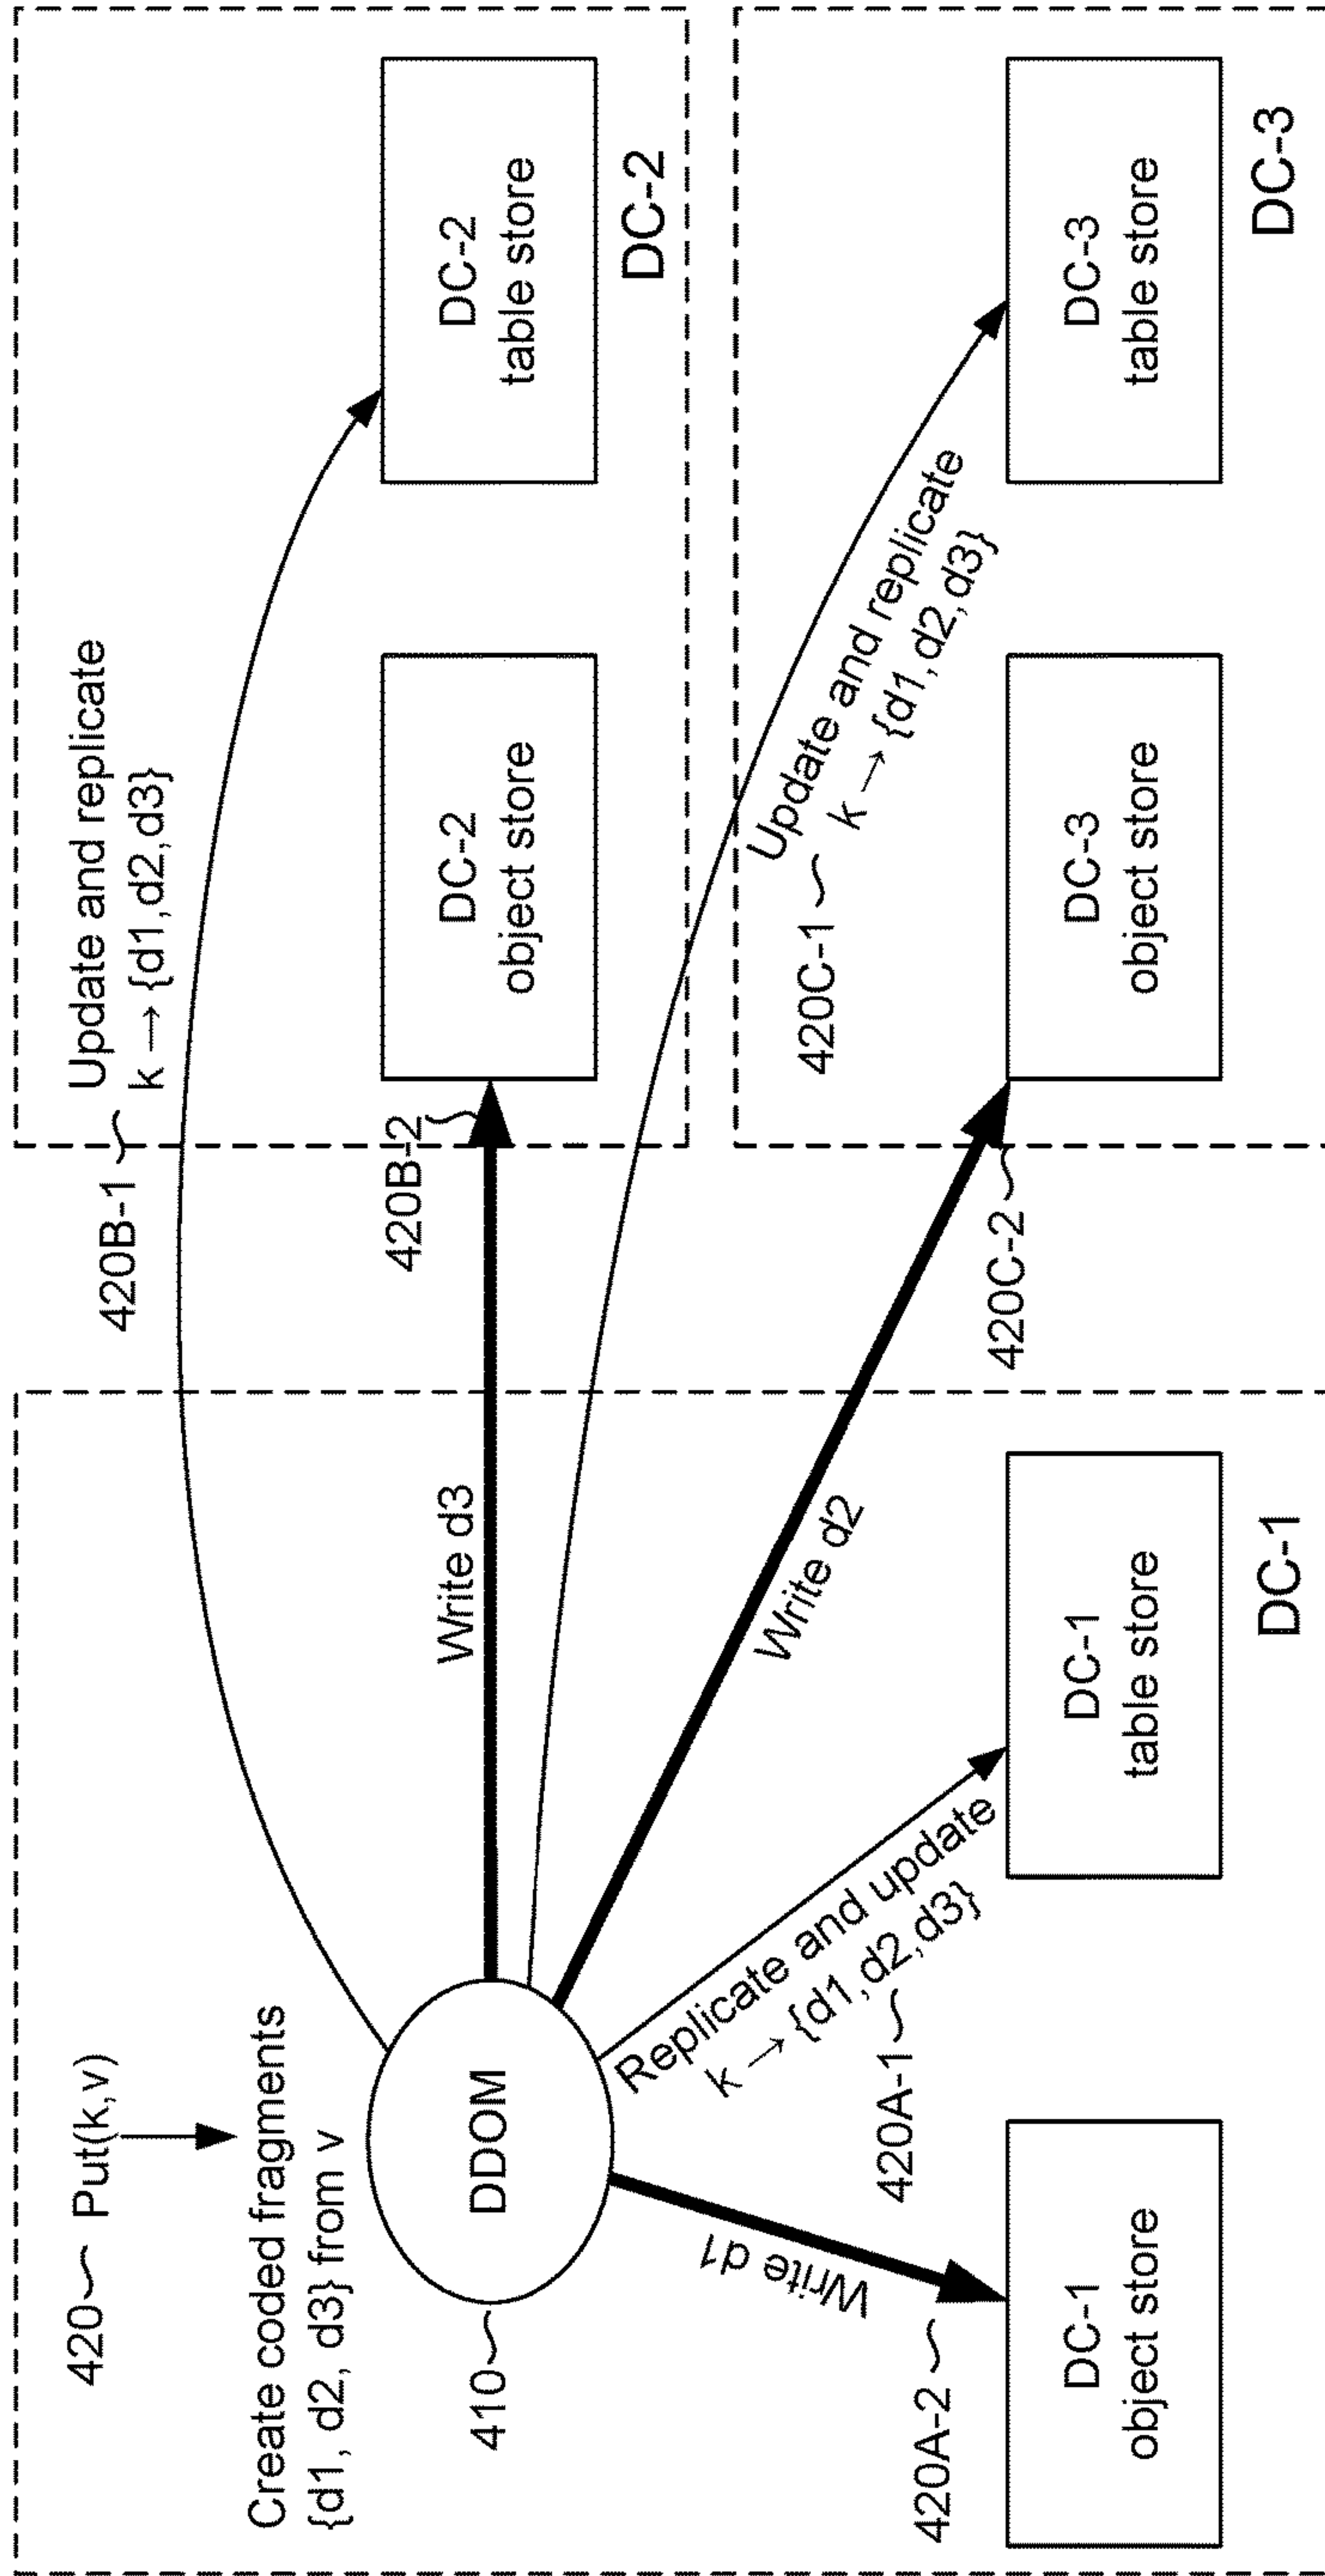 420 Put(k,v)
Create coded fragments
{d1, d2, d3} from v
410
DDOM
Write d1
420A-2
DC-1
object store
Replicate and update
k → {d1,d2,d3}
420A-1
DC-1
table store
DC-1
Write d3
Write d2
420B-1
Update and replicate
k → {d1,d2,d3}
420B-2
DC-2
object store
DC-2
table store
DC-2
420C-1
Update and replicate
k → {d1,d2,d3}
420C-2
DC-3
object store
DC-3
table store
DC-3